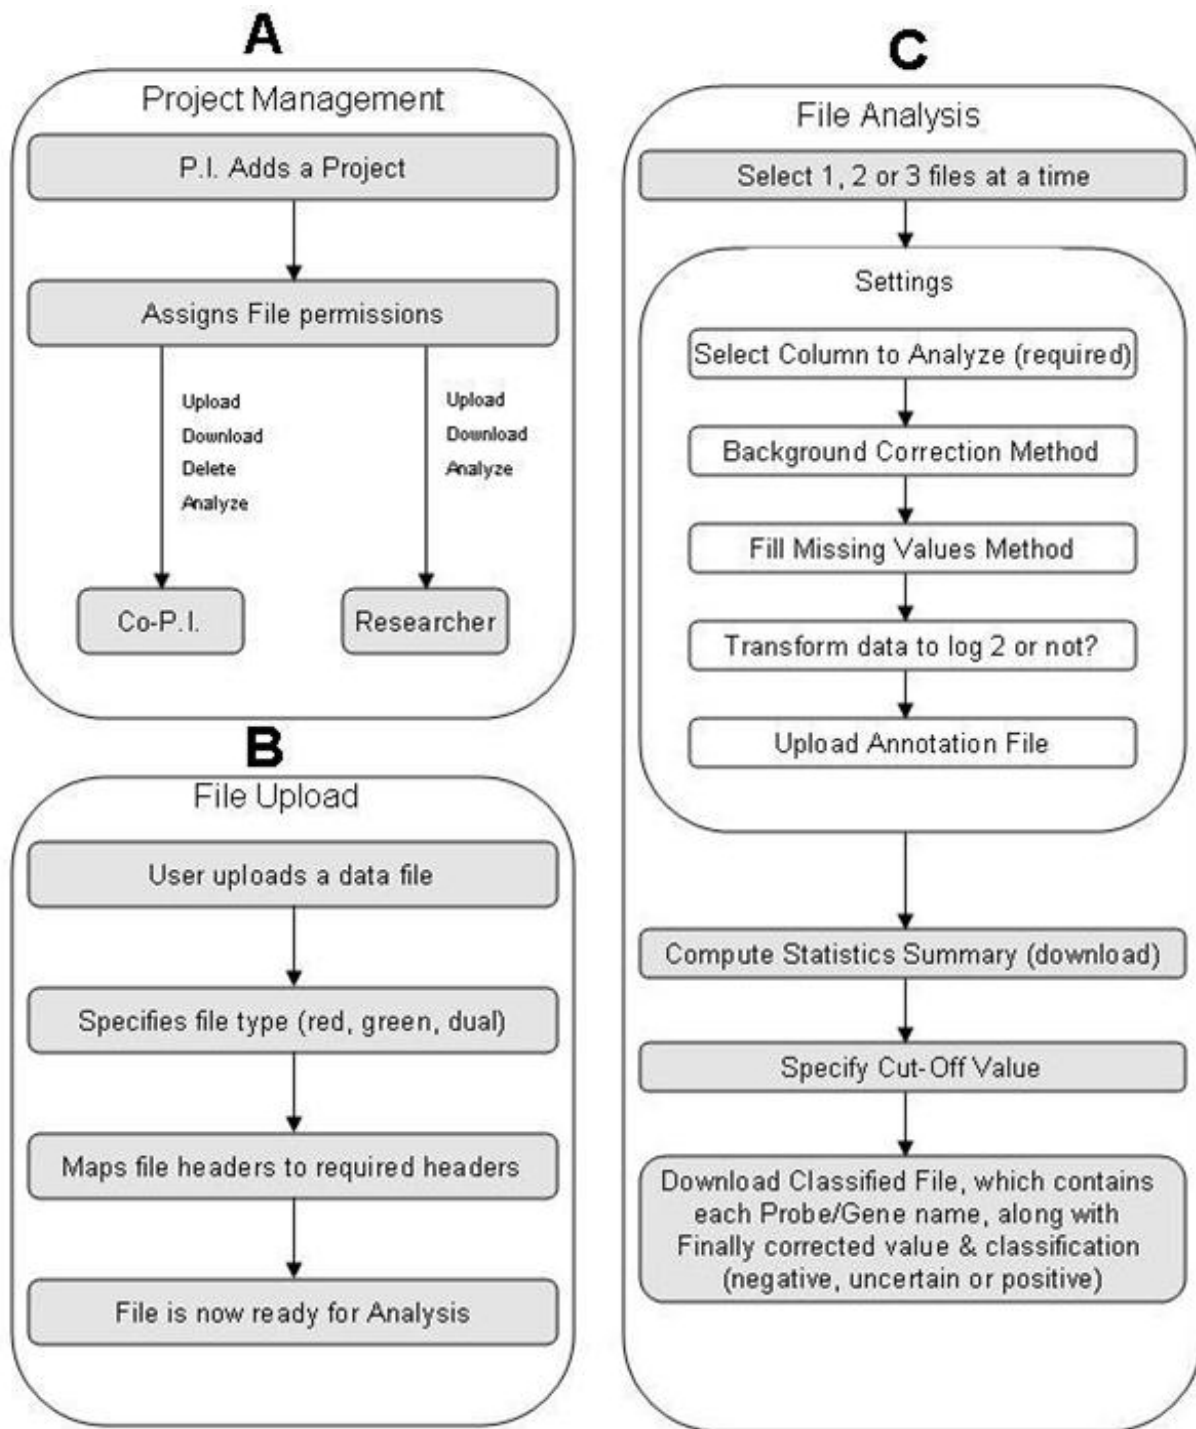 A
Project Management
P.I. Adds a Project
Assigns File permissions
Upload
Download
Delete
Analyze
Upload
Download
Analyze
Co-P.I.
Researcher
B
File Upload
User uploads a data file
Specifies file type (red, green, dual)
Maps file headers to required headers
File is now ready for Analysis
C
File Analysis
Select 1, 2 or 3 files at a time
Settings
Select Column to Analyze (required)
Background Correction Method
Fill Missing Values Method
Transform data to log 2 or not?
Upload Annotation File
Compute Statistics Summary (download)
Specify Cut-Off Value
Download Classified File, which contains
each Probe/Gene name, along with
Finally corrected value & classification
(negative, uncertain or positive)